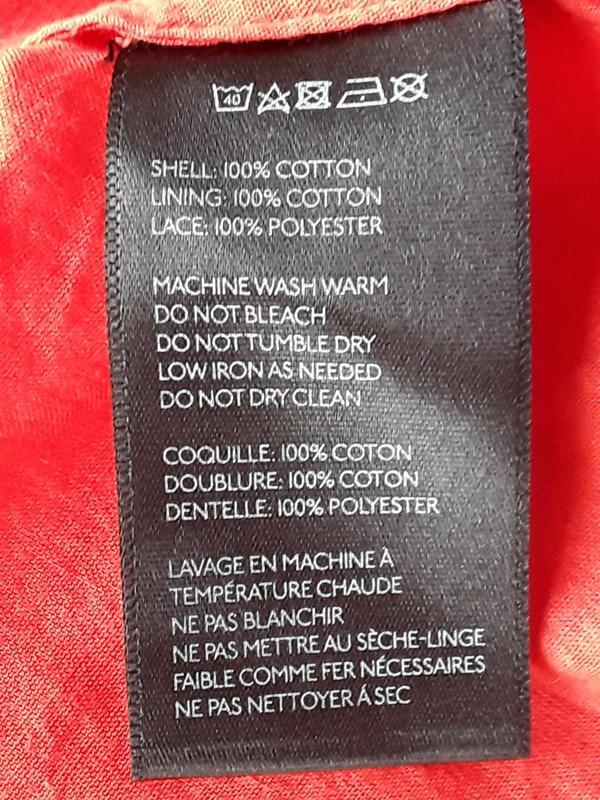 40
SHELL: 100% COTTON
LINING: 100% COTTON
LACE: 100% POLYESTER
MACHINE WASH WARM
DO NOT BLEACH
DO NOT TUMBLE DRY
LOW IRON AS NEEDED
DO NOT DRY CLEAN
COQUILLE: 100% COTON
DOUBLURE: 100% COTON
DENTELLE: 100% POLYESTER
LAVAGE EN MACHINE À
TEMPÉRATURE CHAUDE
NE PAS BLANCHIR
NE PAS METTRE AU SÈCHE-LINGE
FAIBLE COMME FER NÉCESSAIRES
NE PAS NETTOYER Á SEC